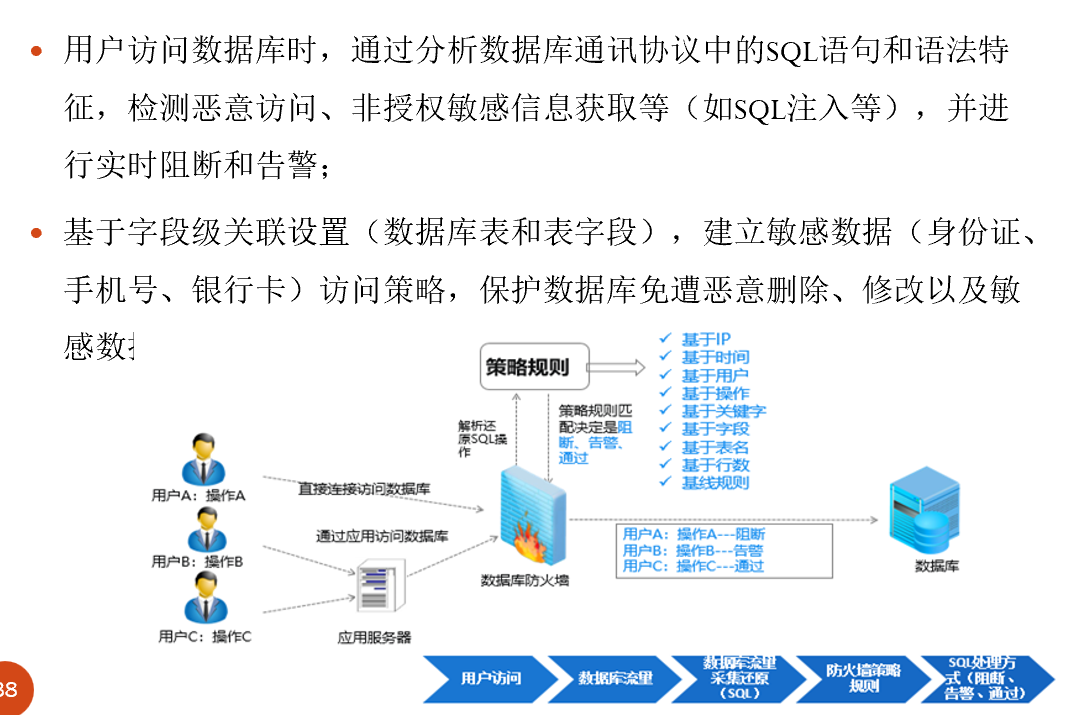 用户访问数据库时，通过分析数据库通讯协议中的SQL语句和语法特
征，检测恶意访问、非授权敏感信息获取等（如SQL注入等），并进
行实时阻断和告警；
基于字段级关联设置（数据库表和表字段），建立敏感数据（身份证、
手机号、银行卡）访问策略，保护数据库免遭恶意删除、修改以及敏
感数
策略规则
基于IP
基于时间
基于用户
基于操作
基于关键字
基于字段
基于表名
基于行数
基线规则
解析还
原SQL操
作
策略规则匹
配决定是阻
断、告警、
通过
用户A：操作A
直接连接访问数据库
用户B：操作B
通过应用访问数据库
用户C：操作C
应用服务器
数据库防火墙
用户A：操作A---阻断
用户B：操作B---告警
用户C：操作C---通过
数据库
用户访问
数据库流量
数据库流量
采集还原
（SQL）
防火墙策略
规则
SQL处理方
式（阻断、
告警、通过）
38